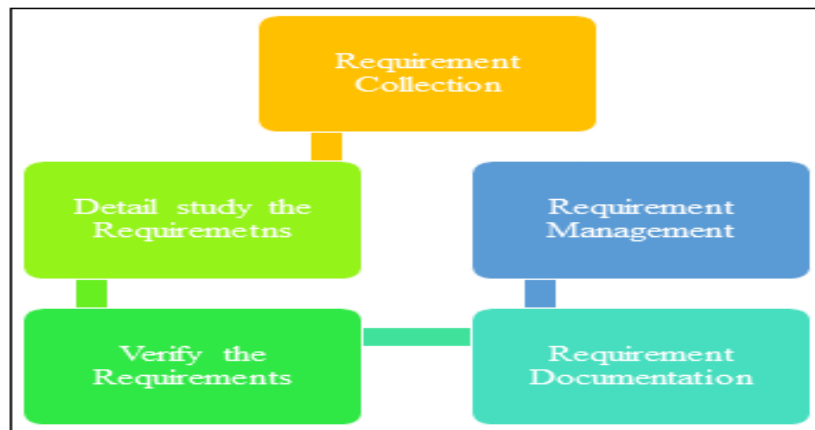 Requirement
Collection
Detail study the
Requiremetns
Requirement
Management
Verify the
Requirements
Requirement
Documentation